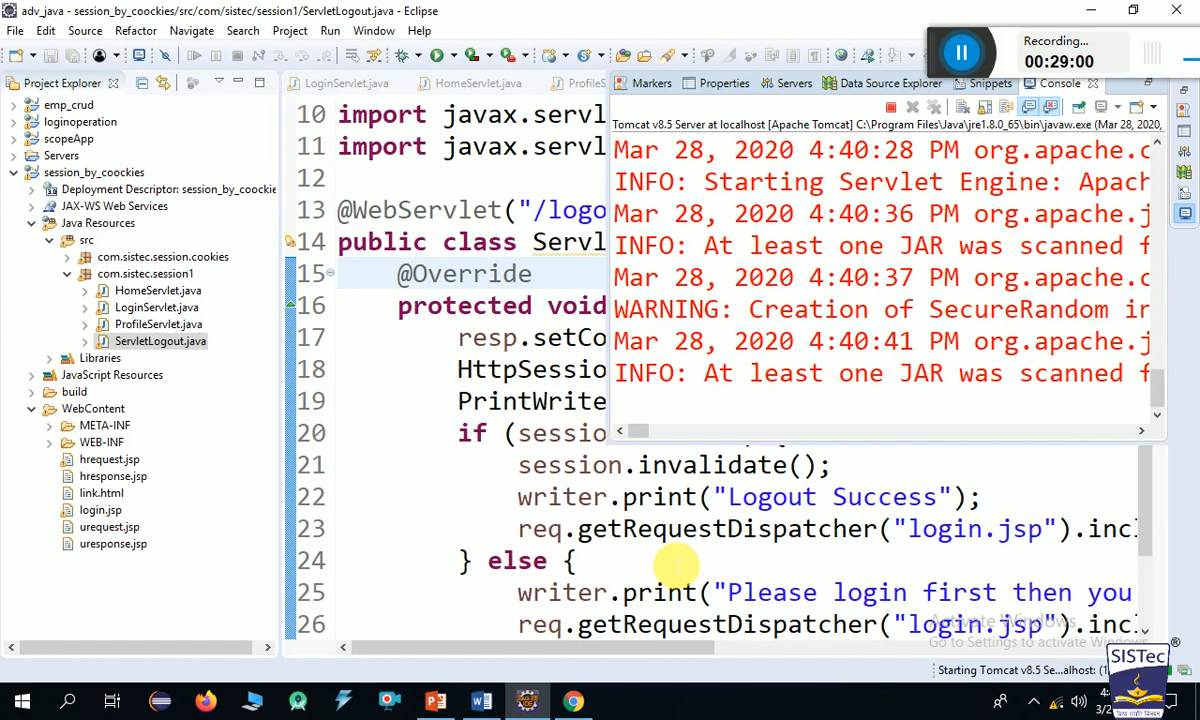 adv_java - session_by_coockies/src/com/sistec/session1/ServletLogout.java - Eclipse
File Edit Source Refactor Navigate Search Project Run Window Help
Recording...
00:29:00
Project Explorer
LoginServlet.java
HomeServlet.java
ProfileS
Markers
Properties
Servers
Data Source Explorer
Snippets
Console
emp_crud
loginoperation
scopeApp
Servers
session_by_coockies
Deployment Descriptor: session_by_coockie
JAX-WS Web Services
Java Resources
src
com.sistec.session.cookies
com.sistec.session1
HomeServlet.java
LoginServlet.java
ProfileServlet.java
ServletLogout.java
Libraries
JavaScript Resources
build
WebContent
META-INF
WEB-INF
hrequest.jsp
hresponse.jsp
link.html
login.jsp
urequest.jsp
uresponse.jsp
10 import javax.servl
11 import javax.servl
12
13 @WebServlet("/logo
14 public class Servl
15 @Override
16 protected void
17 resp.setCo
18 HttpSessio
19 PrintWrite
20 if (sessio
21 session.invalidate();
22 writer.print("Logout Success");
23 req.getRequestDispatcher("login.jsp").incl
24 } else {
25 writer.print("Please login first then you
26 req.getRequestDispatcher("login.jsp").incl
Tomcat v8.5 Server at localhost [Apache Tomcat] C:\Program Files\Java\jre1.8.0_65\bin\javaw.exe (Mar 28, 2020,
Mar 28, 2020 4:40:28 PM org.apache.c
INFO: Starting Servlet Engine: Apach
Mar 28, 2020 4:40:36 PM org.apache.j
INFO: At least one JAR was scanned f
Mar 28, 2020 4:40:37 PM org.apache.c
WARNING: Creation of SecureRandom in
Mar 28, 2020 4:40:41 PM org.apache.j
INFO: At least one JAR was scanned f
Activate Windows
Go to Settings to activate Windows.
Starting Tomcat v8.5 Se...alhost: (1
SISTec
®